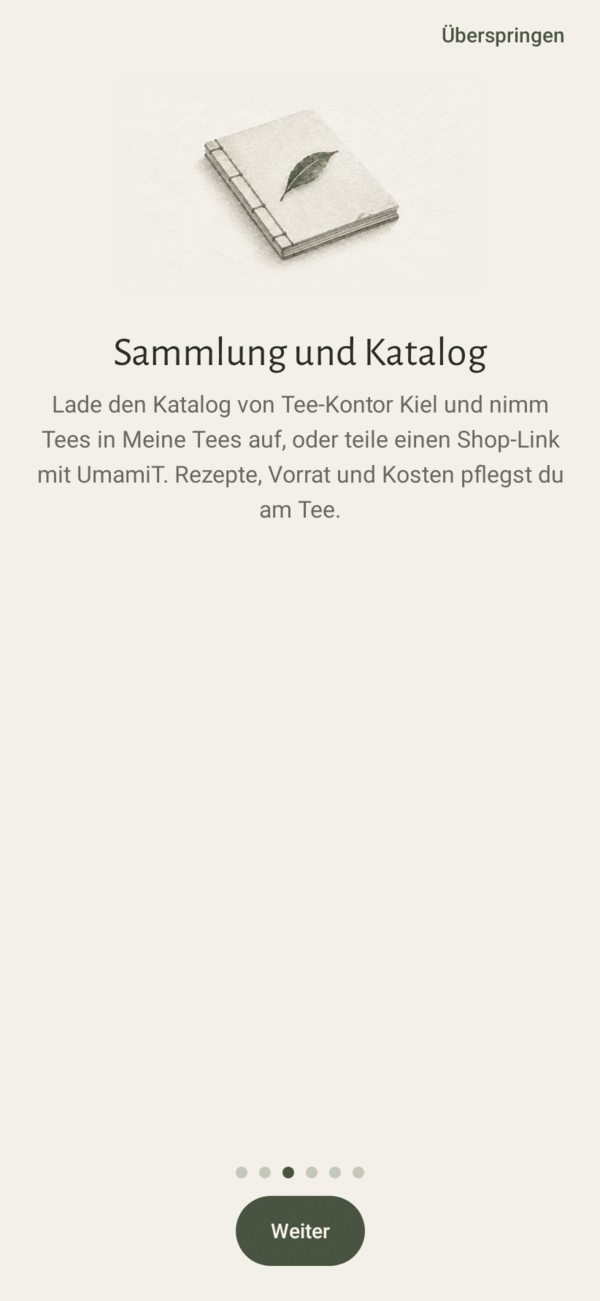 Überspringen
Sammlung und Katalog
Lade den Katalog von Tee-Kontor Kiel und nimm
Tees in Meine Tees auf, oder teile einen Shop-Link
mit UmamiT. Rezepte, Vorrat und Kosten pflegst du
am Tee.
Weiter